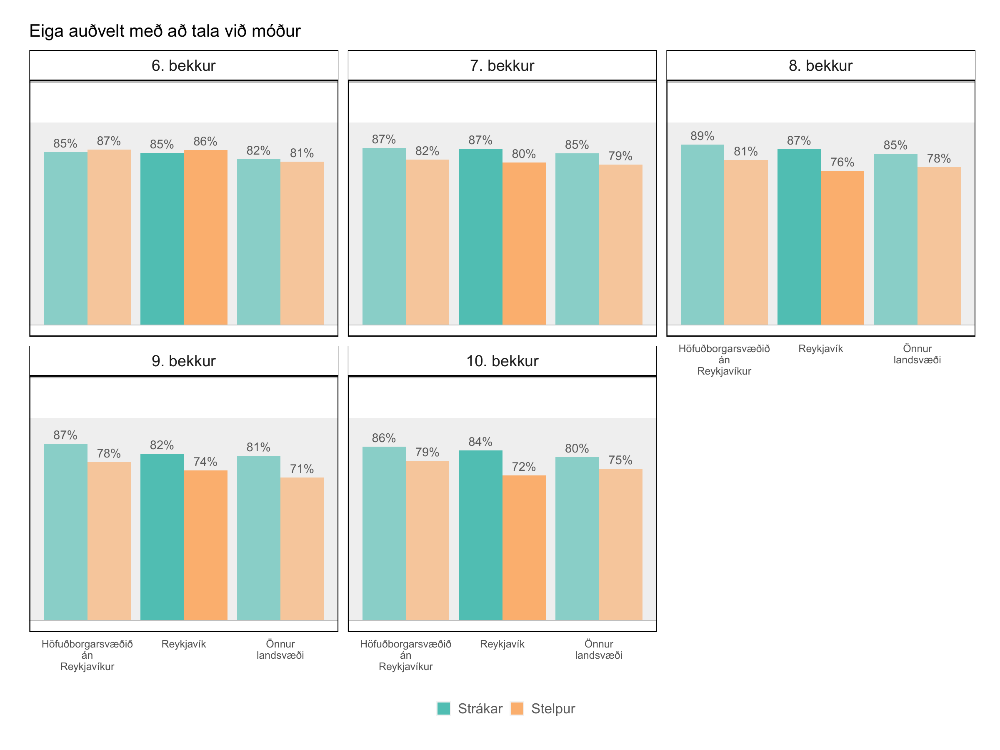 Eiga auðvelt með að tala við móður
6. bekkur
85% 87% 85% 86% 82% 81%
7. bekkur
87% 82% 87% 80% 85% 79%
8. bekkur
89% 81% 87% 76% 85% 78%
Höfuðborgarsvæðið
án
Reykjavíkur
Reykjavík
Önnur
landsvæði
9. bekkur
87% 78% 82% 74% 81% 71%
Höfuðborgarsvæðið
án
Reykjavíkur
Reykjavík
Önnur
landsvæði
10. bekkur
86% 79% 84% 72% 80% 75%
Höfuðborgarsvæðið
án
Reykjavíkur
Reykjavík
Önnur
landsvæði
Strákar Stelpur